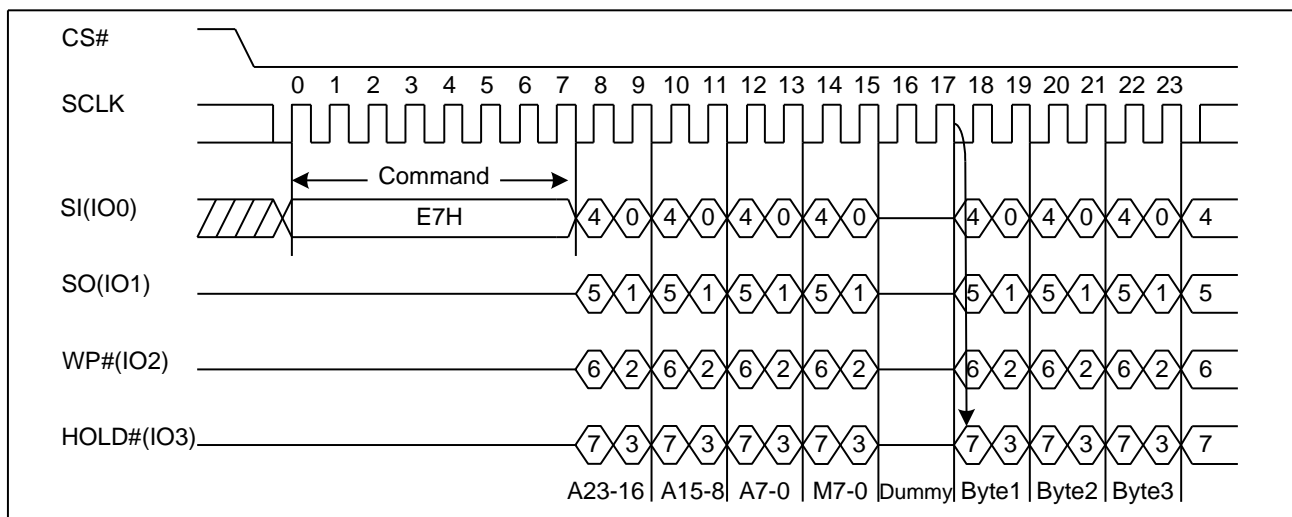 CS#
0 1 2 3 4 5 6 7 8 9 10 11 12 13 14 15 16 17 18 19 20 21 22 23
SCLK
Command
SI(IO0) E7H 4 0 4 0 4 0 4 0 4 0 4 0 4 0 4
SO(IO1) 5 1 5 1 5 1 5 1 5 1 5 1 5 1 5
WP#(IO2) 6 2 6 2 6 2 6 2 6 2 6 2 6 2 6
HOLD#(IO3) 7 3 7 3 7 3 7 3 7 3 7 3 7 3 7
A23-16 A15-8 A7-0 M7-0 Dummy Byte1 Byte2 Byte3